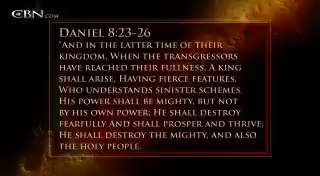 CBN.COM
DANIEL 8:23-26
"AND IN THE LATTER TIME OF THEIR
KINGDOM, WHEN THE TRANSGRESSORS
HAVE REACHED THEIR FULLNESS, A KING
SHALL ARISE, HAVING FIERCE FEATURES,
WHO UNDERSTANDS SINISTER SCHEMES.
HIS POWER SHALL BE MIGHTY, BUT NOT
BY HIS OWN POWER; HE SHALL DESTROY
FEARFULLY AND SHALL PROSPER AND THRIVE;
HE SHALL DESTROY THE MIGHTY, AND ALSO
THE HOLY PEOPLE.